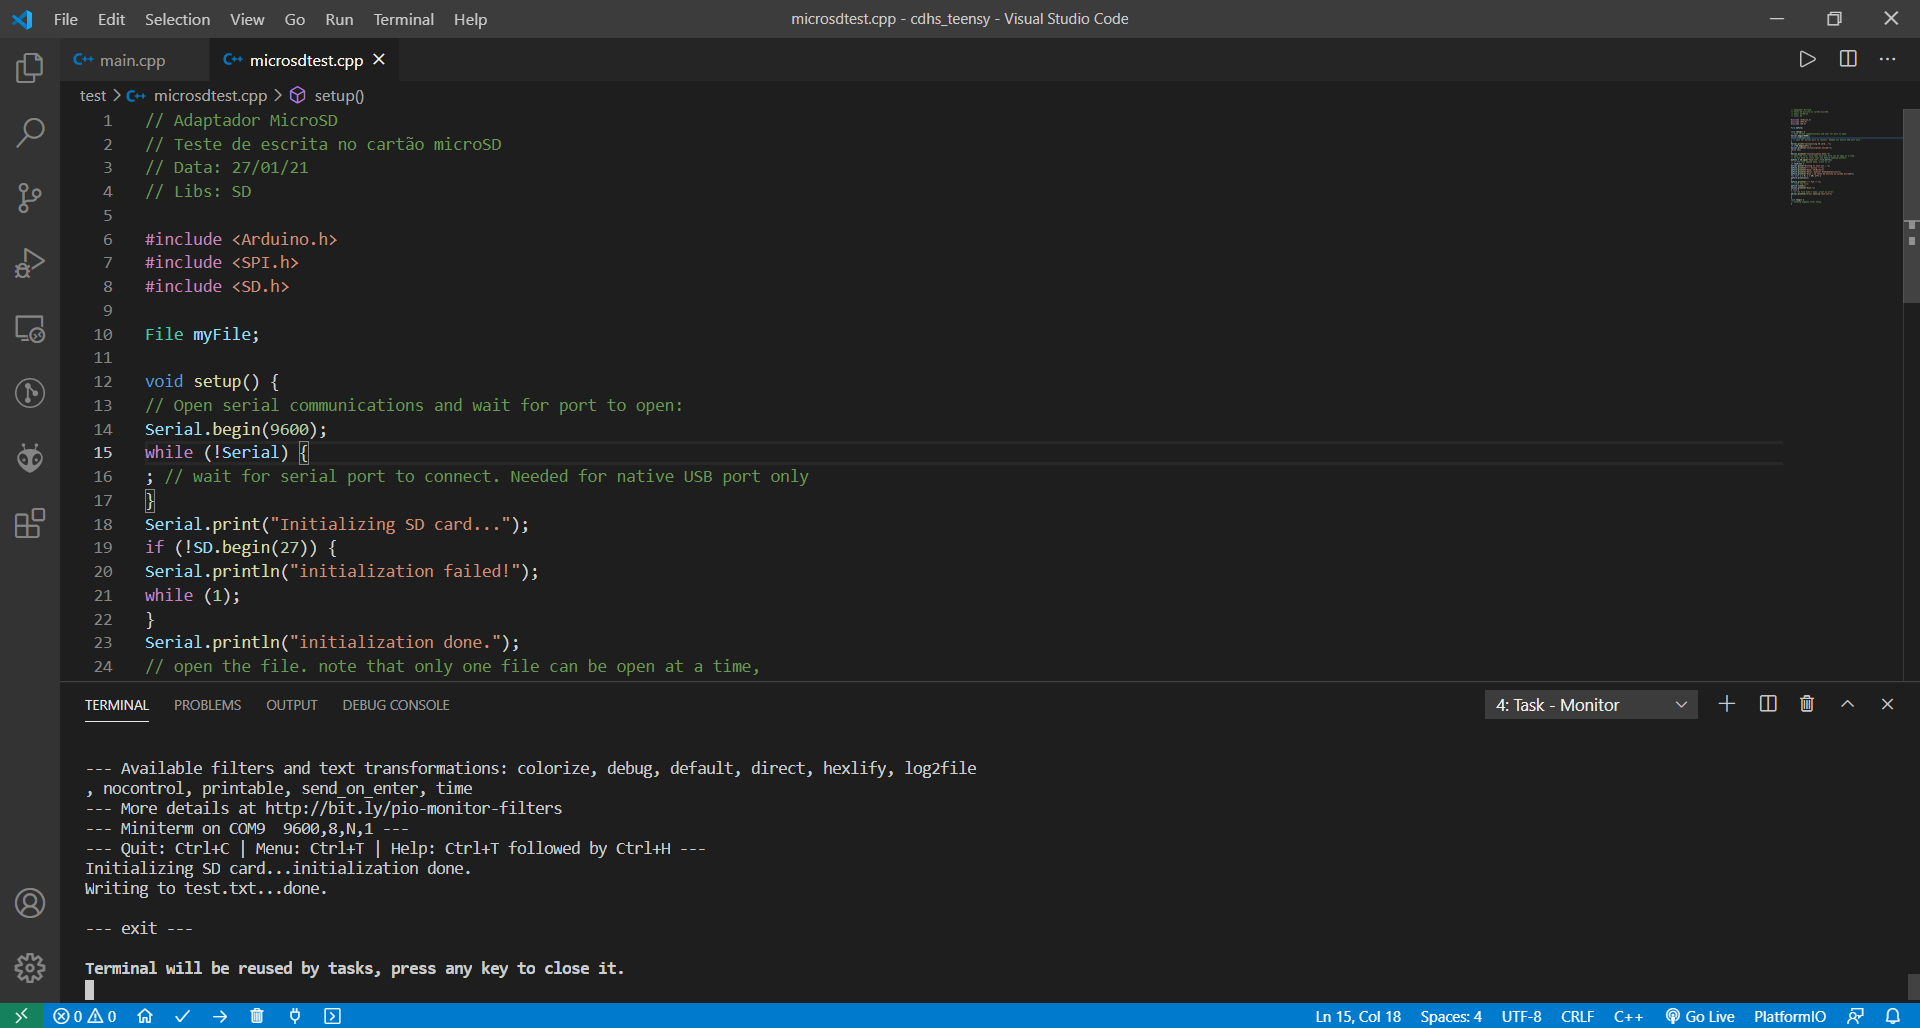 File Edit Selection View Go Run Terminal Help
microsdtest.cpp - cdhs_teensy - Visual Studio Code
C++ main.cpp
C++ microsdtest.cpp
test > C++ microsdtest.cpp > setup()
1 // Adaptador MicroSD
2 // Teste de escrita no cartão microSD
3 // Data: 27/01/21
4 // Libs: SD
5
6 #include <Arduino.h>
7 #include <SPI.h>
8 #include <SD.h>
9
10 File myFile;
11
12 void setup() {
13 // Open serial communications and wait for port to open:
14 Serial.begin(9600);
15 while (!Serial) {
16 ; // wait for serial port to connect. Needed for native USB port only
17 }
18 Serial.print("Initializing SD card...");
19 if (!SD.begin(27)) {
20 Serial.println("initialization failed!");
21 while (1);
22 }
23 Serial.println("initialization done.");
24 // open the file. note that only one file can be open at a time,
TERMINAL PROBLEMS OUTPUT DEBUG CONSOLE
4: Task - Monitor
--- Available filters and text transformations: colorize, debug, default, direct, hexlify, log2file
, nocontrol, printable, send_on_enter, time
--- More details at http://bit.ly/pio-monitor-filters
--- Miniterm on COM9  9600,8,N,1 ---
--- Quit: Ctrl+C | Menu: Ctrl+T | Help: Ctrl+T followed by Ctrl+H ---
Initializing SD card...initialization done.
Writing to test.txt...done.
--- exit ---
Terminal will be reused by tasks, press any key to close it.
0 0
Ln 15, Col 18 Spaces: 4 UTF-8 CRLF C++ Go Live PlatformIO